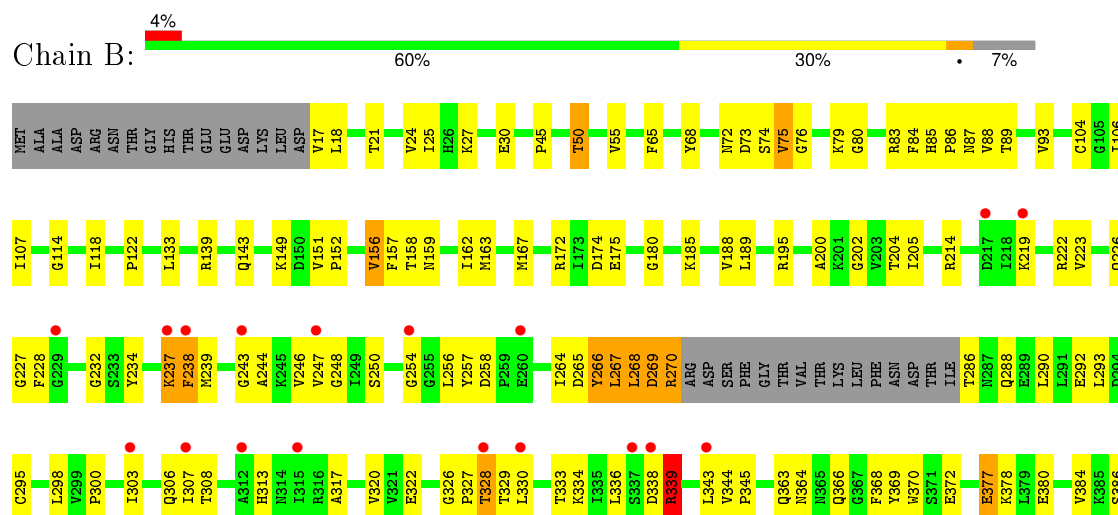 4%
Chain B:
60% 30% • 7%
MET ALA ALA ASP ARG ASN THR GLY HIS THR GLU GLU ASP LYS LEU ASP V17 L18 T21 V24 I25 H26 K27 E30 P45 T50 V55 F65 Y68 N72 D73 S74 V75 G76 K79 G80 R83 F84 H85 P86 N87 V88 T89 V93 C104 G105 I106
I107 G114 I118 P122 L133 R139 Q143 K149 D150 V151 P152 V156 F157 T158 N159 I162 M163 M167 R172 I173 D174 E175 G180 K185 V188 L189 R195 A200 K201 G202 V203 T204 I205 R214 D217 I218 K219 R222 V223 Q226
G227 F228 G229 G232 S233 Y234 K237 F238 M239 G243 A244 K245 V246 V247 G248 I249 S250 G254 G255 L256 Y257 D258 P259 E260 I264 D265 Y266 L267 L268 D269 R270 ARG ASP SER PHE GLY THR VAL THR LYS LEU PHE ASN ASP THR ILE T286 N287 Q288 E289 L290 L291 E292 L293 D294
C295 L298 V299 P300 I303 Q306 I307 T308 A312 H313 N314 I315 R316 A317 V320 V321 E322 G326 P327 T328 T329 L330 T333 K334 I335 L336 S337 D338 R339 L343 V344 P345 Q363 N364 N365 Q366 G367 F368 Y369 W370 S371 E372 E377 K378 L379 E380 V384 K385 S386